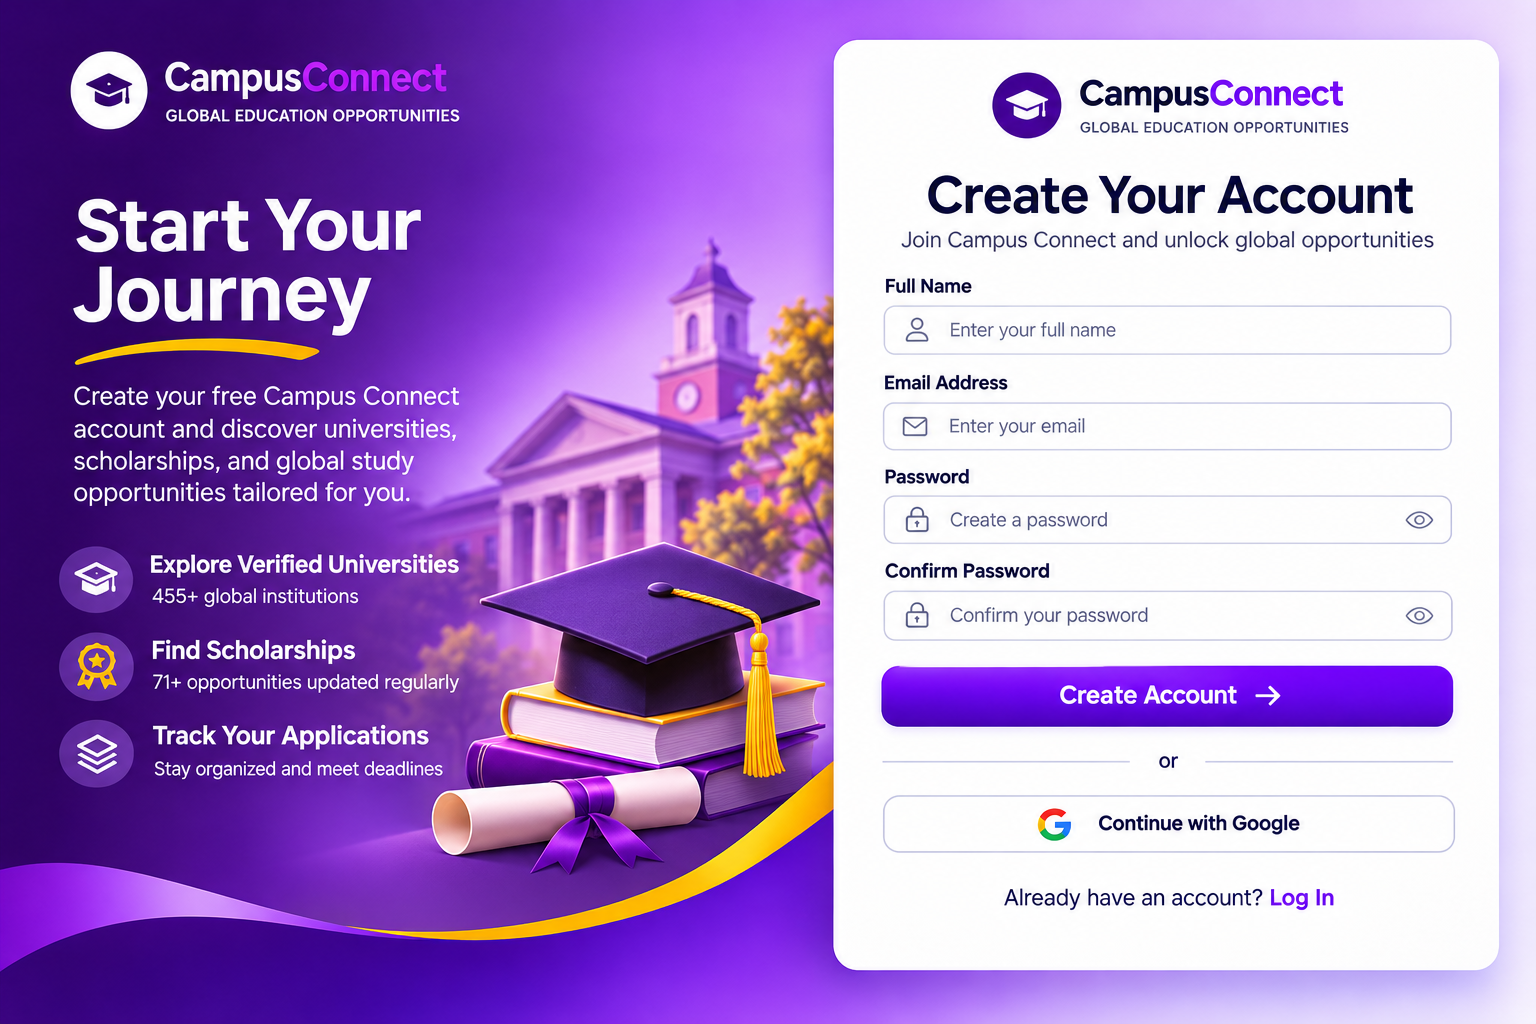 CampusConnect
GLOBAL EDUCATION OPPORTUNITIES
Start Your
Journey
Create your free Campus Connect
account and discover universities,
scholarships, and global study
opportunities tailored for you.
Explore Verified Universities
455+ global institutions
Find Scholarships
71+ opportunities updated regularly
Track Your Applications
Stay organized and meet deadlines
CampusConnect
GLOBAL EDUCATION OPPORTUNITIES
Create Your Account
Join Campus Connect and unlock global opportunities
Full Name
Enter your full name
Email Address
Enter your email
Password
Create a password
Confirm Password
Confirm your password
Create Account →
or
Continue with Google
Already have an account? Log In